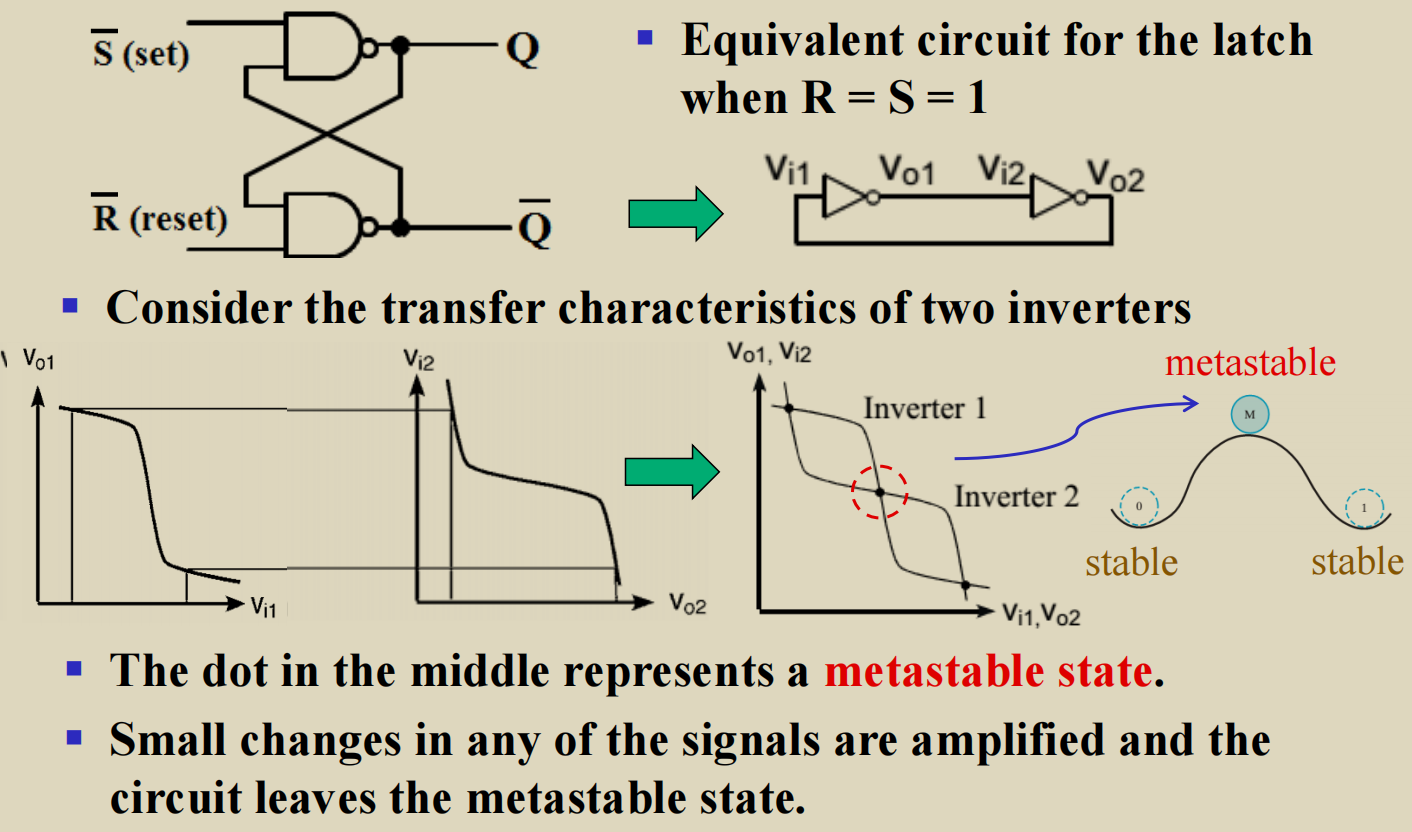 S̅ (set)
Q
R̅ (reset)
Q̅
▪ Equivalent circuit for the latch
when R = S = 1
Vi1
Vo1
Vi2
Vo2
▪ Consider the transfer characteristics of two inverters
Vo1
Vi1
Vi2
Vo2
Vo1, Vi2
Inverter 1
Inverter 2
Vi1,Vo2
metastable
M
0
1
stable
stable
▪ The dot in the middle represents a metastable state.
▪ Small changes in any of the signals are amplified and the
circuit leaves the metastable state.